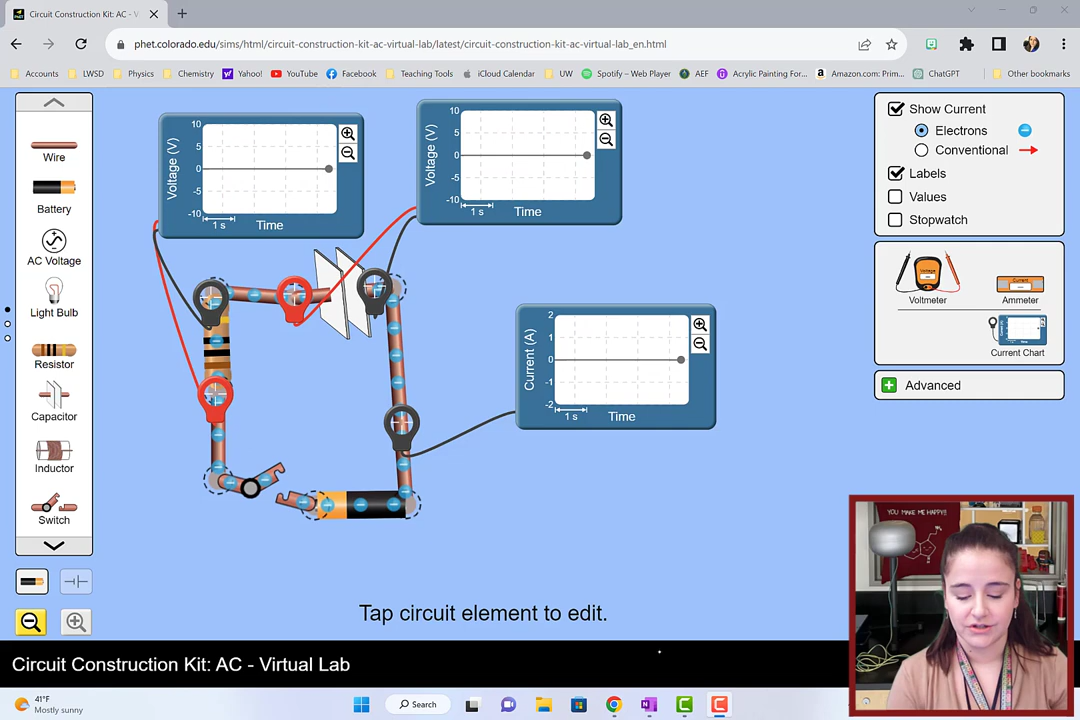 Circuit Construction Kit: AC - V
phet.colorado.edu/sims/html/circuit-construction-kit-ac-virtual-lab/latest/circuit-construction-kit-ac-virtual-lab_en.html
Accounts
LWSD
Physics
Chemistry
Yahoo!
YouTube
Facebook
Teaching Tools
iCloud Calendar
UW
Spotify – Web Player
AEF
Acrylic Painting For...
Amazon.com: Prim...
ChatGPT
Other bookmarks
Wire
Battery
AC Voltage
Light Bulb
Resistor
Capacitor
Inductor
Switch
Voltage (V)
10
5
0
-5
-10
1 s
Time
Voltage (V)
10
5
0
-5
-10
1 s
Time
Current (A)
2
1
0
-1
-2
1 s
Time
Show Current
Electrons
Conventional
Labels
Values
Stopwatch
Voltmeter
Ammeter
Current Chart
Advanced
Tap circuit element to edit.
Circuit Construction Kit: AC - Virtual Lab
YOU MAKE ME HAPPY!!
41°F
Mostly sunny
Search